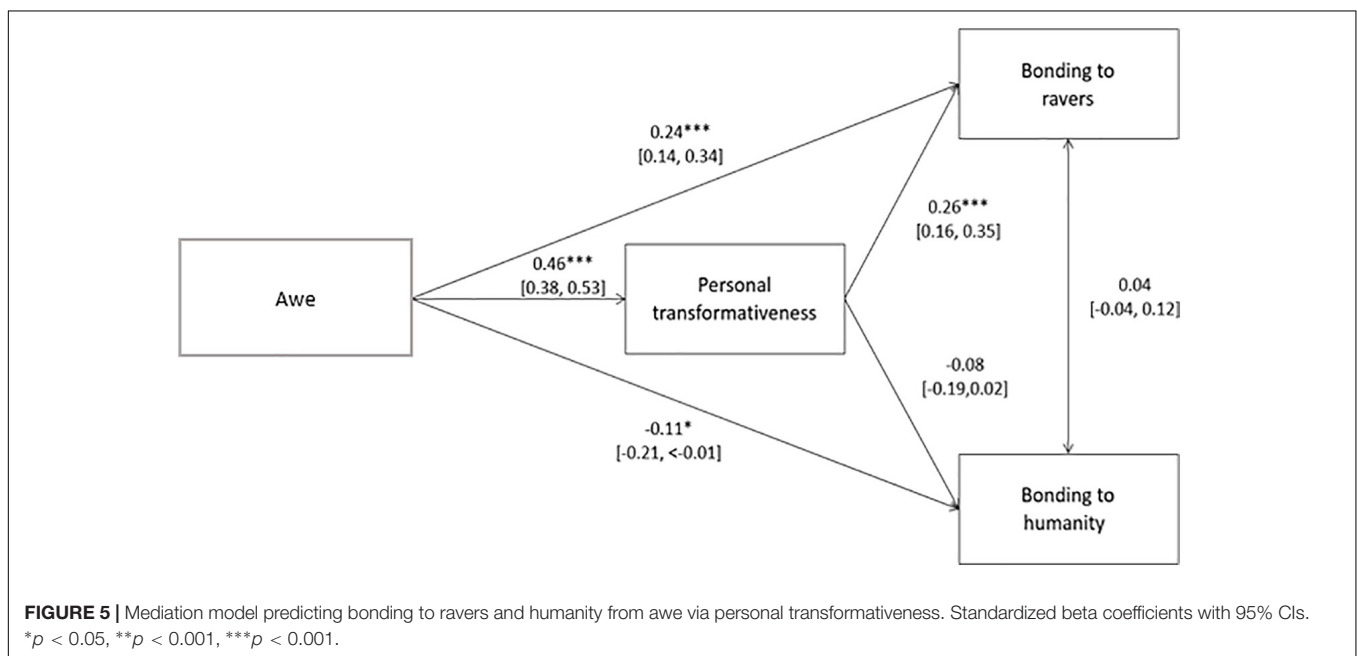 Bonding to
ravers
0.24***
[0.14, 0.34]
0.26***
[0.16, 0.35]
0.46***
[0.38, 0.53]
Awe
Personal
transformativeness
0.04
[-0.04, 0.12]
-0.08
[-0.19,0.02]
-0.11*
[-0.21, <-0.01]
Bonding to
humanity
FIGURE 5 | Mediation model predicting bonding to ravers and humanity from awe via personal transformativeness. Standardized beta coefficients with 95% CIs.
*p < 0.05, **p < 0.001, ***p < 0.001.